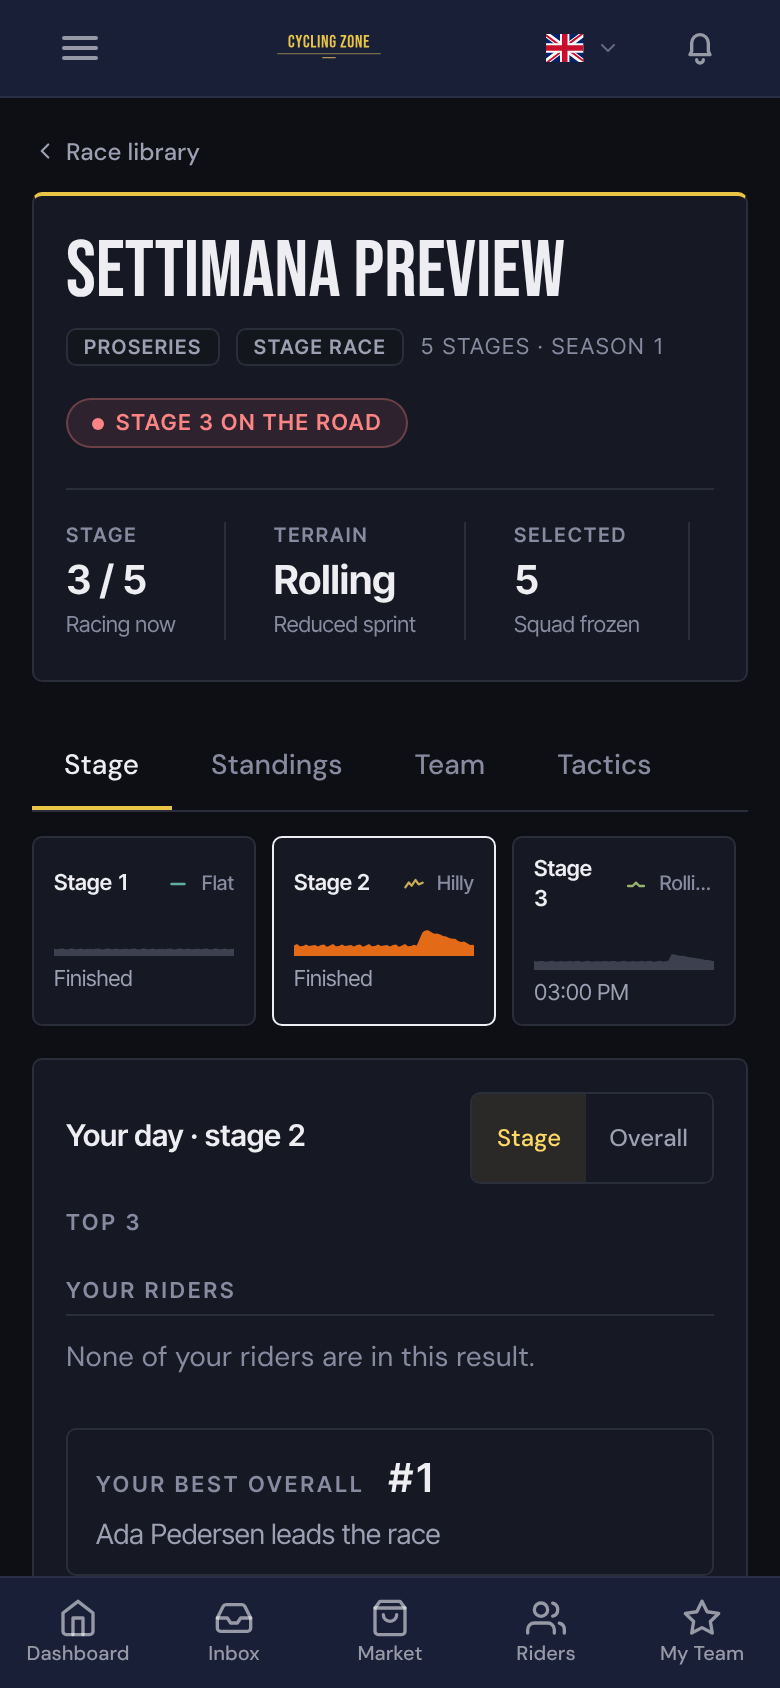 CYCLING ZONE
Race library
SETTIMANA PREVIEW
PROSERIES STAGE RACE 5 STAGES · SEASON 1
STAGE 3 ON THE ROAD
STAGE TERRAIN SELECTED
3 / 5 Rolling 5
Racing now Reduced sprint Squad frozen
Stage Standings Team Tactics
Stage 1 Flat
Finished
Stage 2 Hilly
Finished
Stage
3 Rolli...
03:00 PM
Your day · stage 2 Stage Overall
TOP 3
YOUR RIDERS
None of your riders are in this result.
YOUR BEST OVERALL #1
Ada Pedersen leads the race
Dashboard Inbox Market Riders My Team